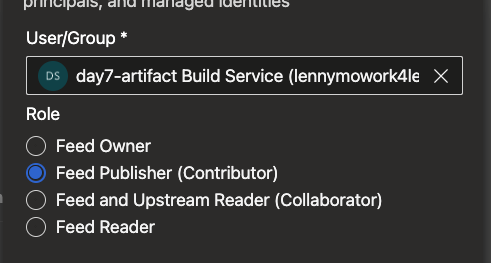 principals, and managed identities
User/Group *
DS day7-artifact Build Service (lennymowork4le
Role
Feed Owner
Feed Publisher (Contributor)
Feed and Upstream Reader (Collaborator)
Feed Reader